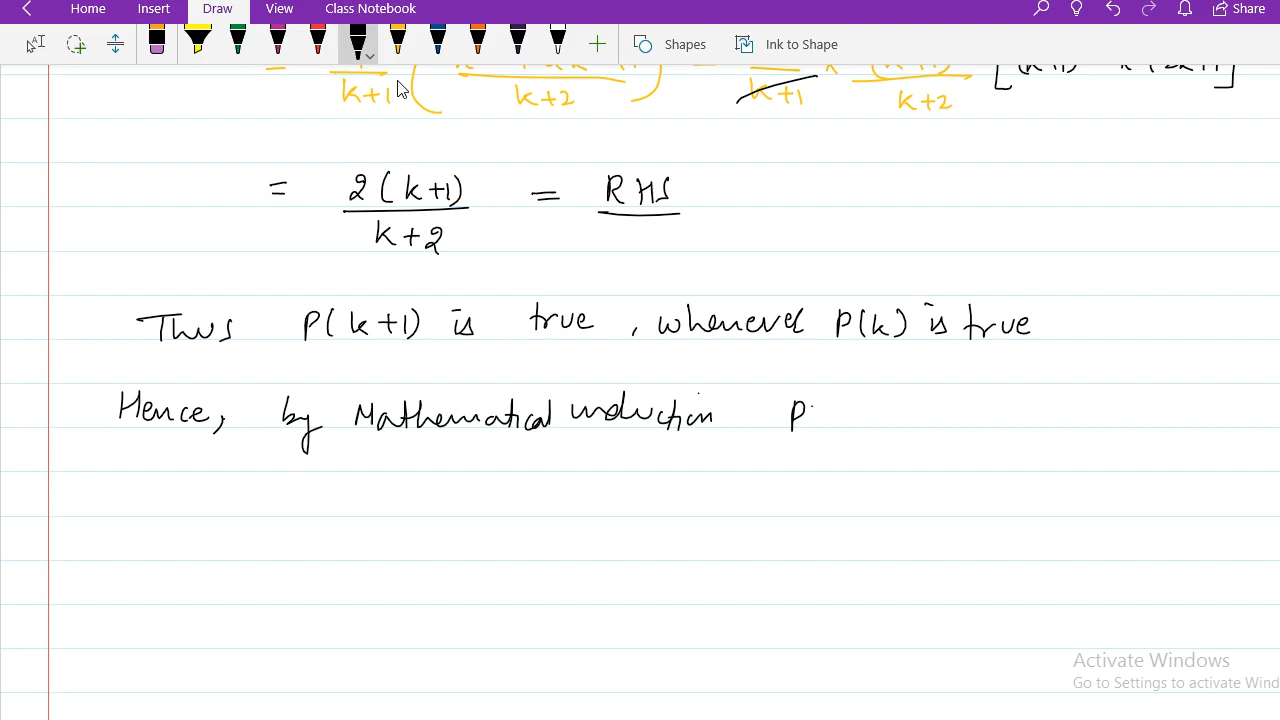 Home Insert Draw View Class Notebook Share
Shapes Ink to Shape
k+1 k+2 k+1 k+2
= 2(k+1) / k+2 = RHS
Thus P(k+1) is true, whenever P(k) is true
Hence, by Mathematical induction P
Activate Windows
Go to Settings to activate Wind